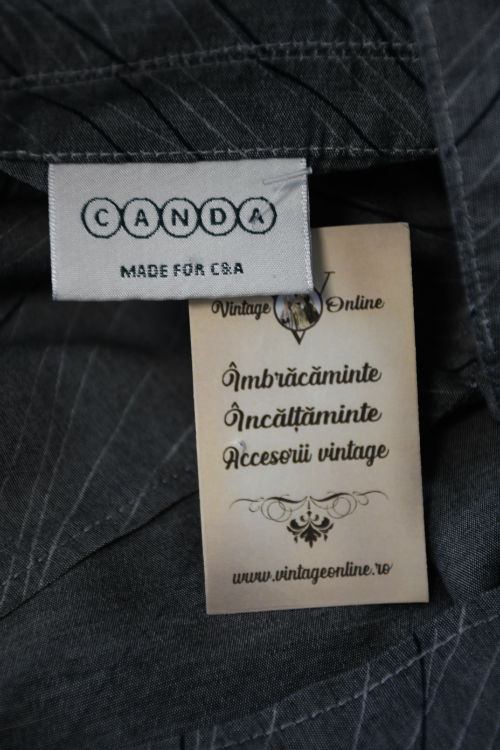 CANDA
MADE FOR C&A
Vintage Online
Îmbrăcăminte
Încălțăminte
Accesorii vintage
www.vintageonline.ro